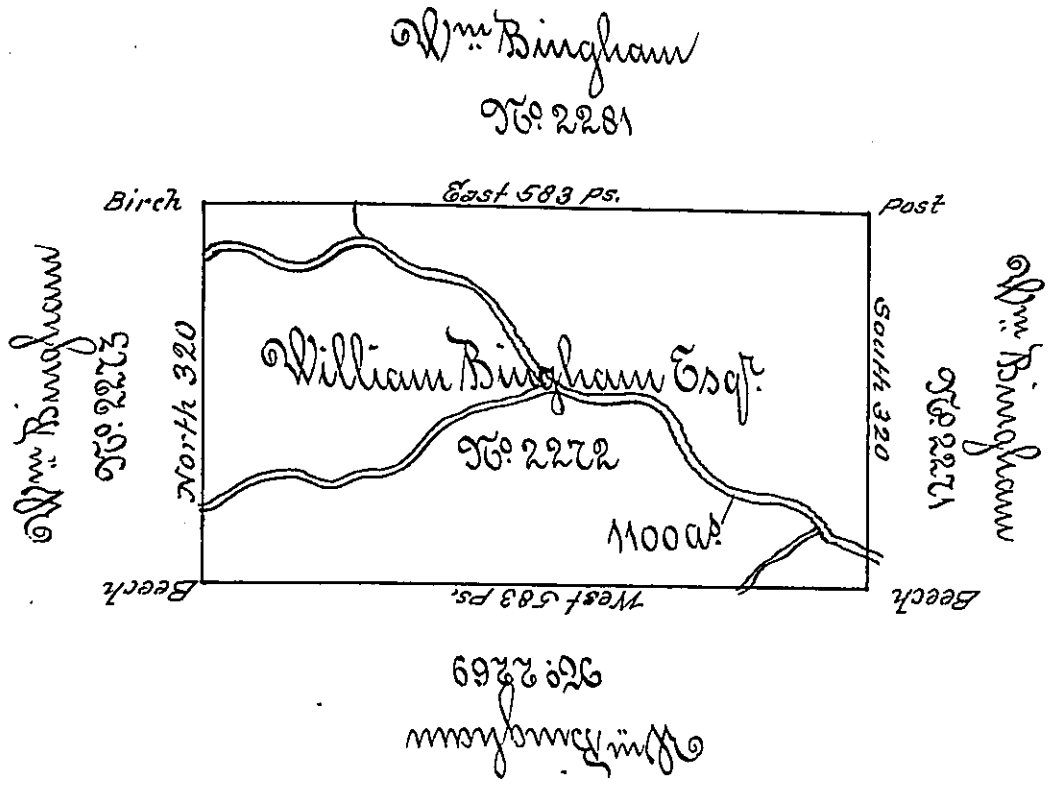 Wm Bingham
No. 2281
Birch
East 583 ps.
Post
Wm Bingham
No. 2273
North 320
William Bingham Esqr.
No. 2272
1100 as.
South 320
No. 2271
Wm Bingham
Beech
West 583 ps.
Beech
No. 2269
Wm Bingham